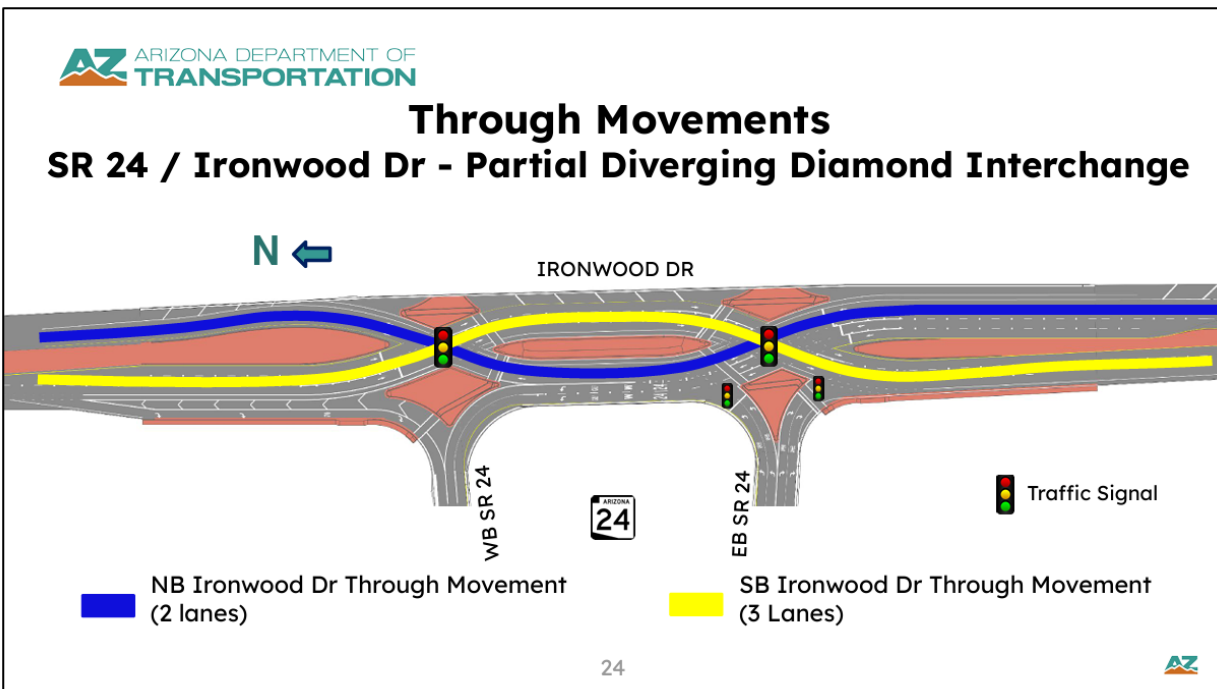 AZ ARIZONA DEPARTMENT OF
TRANSPORTATION
Through Movements
SR 24 / Ironwood Dr - Partial Diverging Diamond Interchange
N
IRONWOOD DR
WB SR 24
ARIZONA
24
EB SR 24
Traffic Signal
NB Ironwood Dr Through Movement
(2 lanes)
SB Ironwood Dr Through Movement
(3 Lanes)
24
AZ